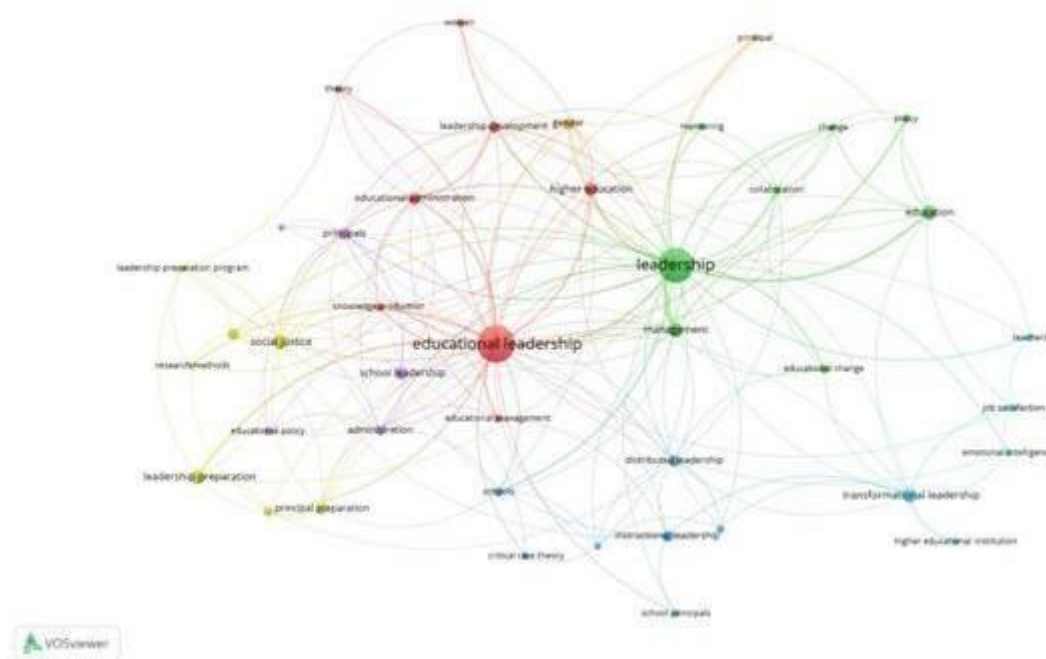 women
principal
theory
leadership development
gender
mentoring
change
policy
higher education
collaboration
educational administration
education
principals
leadership preparation program
leadership
knowledge production
management
social justice
educational leadership
research methods
school leadership
educational change
job satisfaction
educational management
educational policy
administration
emotional intelligenc
distributed leadership
leadership preparation
schools
transformational leadership
principal preparation
instructional leadership
higher educational institution
critical race theory
school principals
VOSviewer